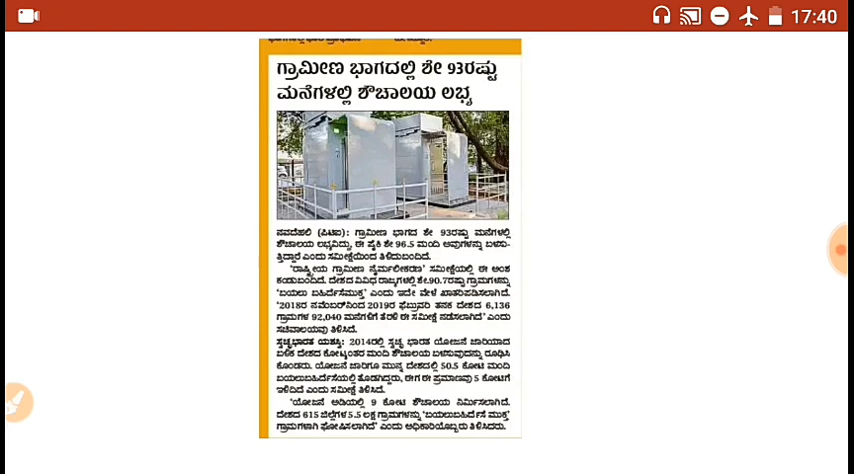 17:40
ಗ್ರಾಮೀಣ ಭಾಗದಲ್ಲಿ ಶೇ 93ರಷ್ಟು
ಮನೆಗಳಲ್ಲಿ ಶೌಚಾಲಯ ಲಭ್ಯ
ನವದೆಹಲಿ (ಪಿಟಿಐ): ಗ್ರಾಮೀಣ ಭಾಗದ ಶೇ 93ರಷ್ಟು ಮನೆಗಳಲ್ಲಿ
ಶೌಚಾಲಯ ಲಭ್ಯವಿದ್ದು, ಈ ಪೈಕಿ ಶೇ 96.5 ಮಂದಿ ಅವುಗಳನ್ನು ಬಳಸು-
ತ್ತಿದ್ದಾರೆ ಎಂದು ಸಮೀಕ್ಷೆಯಿಂದ ತಿಳಿದುಬಂದಿದೆ.
‘ರಾಷ್ಟ್ರೀಯ ಗ್ರಾಮೀಣ ನೈರ್ಮಲೀಕರಣ’ ಸಮೀಕ್ಷೆಯಲ್ಲಿ ಈ ಅಂಶ
ಕಂಡುಬಂದಿದೆ. ದೇಶದ ವಿವಿಧ ರಾಜ್ಯಗಳಲ್ಲಿ ಶೇ90.7ರಷ್ಟು ಗ್ರಾಮಗಳನ್ನು
‘ಬಯಲು ಬಹಿರ್ದೆಸೆಮುಕ್ತ’ ಎಂದು ಇದೇ ವೇಳೆ ಖಾತರಿಪಡಿಸಲಾಗಿದೆ.
‘2018ರ ನವೆಂಬರ್‌ನಿಂದ 2019ರ ಫೆಬ್ರುವರಿ ತನಕ ದೇಶದ 6,136
ಗ್ರಾಮಗಳ 92,040 ಮನೆಗಳಿಗೆ ತೆರಳಿ ಈ ಸಮೀಕ್ಷೆ ನಡೆಸಲಾಗಿದೆ’ ಎಂದು
ಸಚಿವಾಲಯವು ತಿಳಿಸಿದೆ.
ಸ್ವಚ್ಛಭಾರತ ಯಶಸ್ವಿ: 2014ರಲ್ಲಿ ಸ್ವಚ್ಛ ಭಾರತ ಯೋಜನೆ ಜಾರಿಯಾದ
ಬಳಿಕ ದೇಶದ ಕೋಟ್ಯಂತರ ಮಂದಿ ಶೌಚಾಲಯ ಬಳಸುವುದನ್ನು ರೂಢಿಸಿ
ಕೊಂಡರು. ಯೋಜನೆ ಜಾರಿಗೂ ಮುನ್ನ ದೇಶದಲ್ಲಿ 50.5 ಕೋಟಿ ಮಂದಿ
ಬಯಲುಬಹಿರ್ದೆಸೆಯಲ್ಲಿ ತೊಡಗಿದ್ದರು, ಈಗ ಈ ಪ್ರಮಾಣವು 5 ಕೋಟಿಗೆ
ಇಳಿದಿದೆ ಎಂದು ಸಮೀಕ್ಷೆ ತಿಳಿಸಿದೆ.
‘ಯೋಜನೆ ಅಡಿಯಲ್ಲಿ 9 ಕೋಟಿ ಶೌಚಾಲಯ ನಿರ್ಮಿಸಲಾಗಿದೆ.
ದೇಶದ 615 ಜಿಲ್ಲೆಗಳ 5.5 ಲಕ್ಷ ಗ್ರಾಮಗಳನ್ನು ‘ಬಯಲುಬಹಿರ್ದೆಸೆ ಮುಕ್ತ’
ಗ್ರಾಮಗಳಾಗಿ ಘೋಷಿಸಲಾಗಿದೆ’ ಎಂದು ಅಧಿಕಾರಿಯೊಬ್ಬರು ತಿಳಿಸಿದರು.